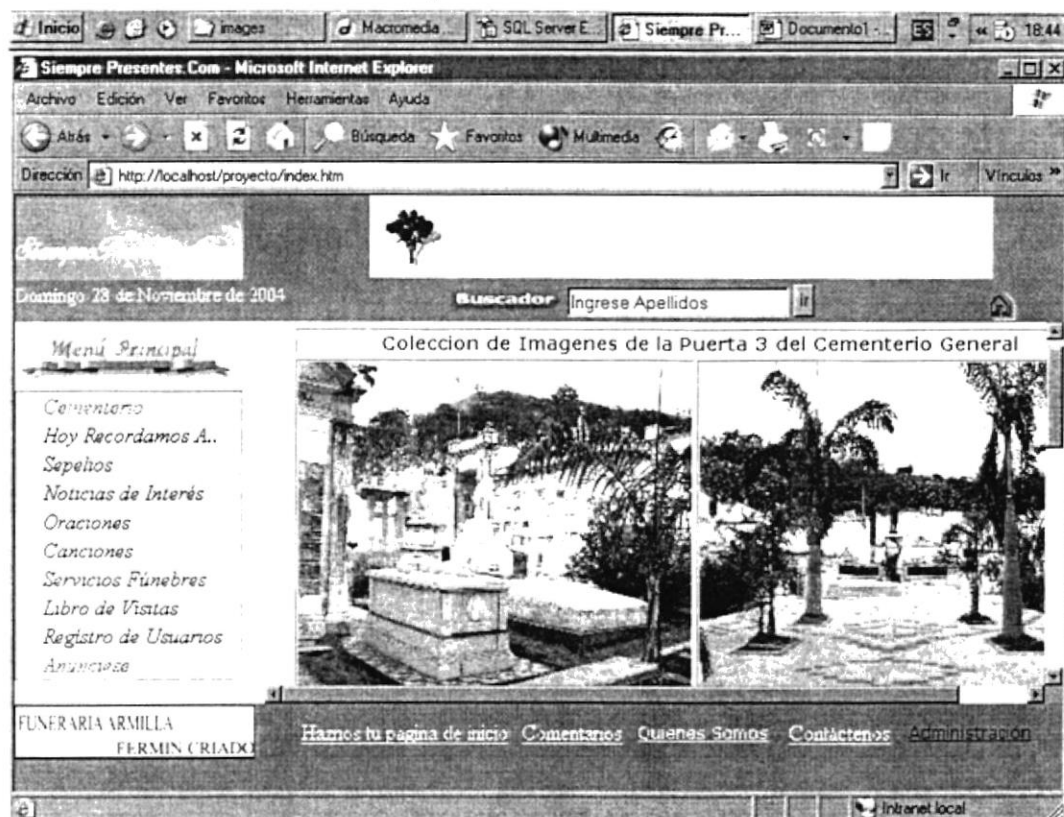 Inicio images Macromedia ... SQL Server E... Siempre Pr... Documento1 -... ES « 18:44
Siempre Presentes.Com - Microsoft Internet Explorer
Archivo Edición Ver Favoritos Herramientas Ayuda
Atrás Búsqueda Favoritos Multimedia
Dirección http://localhost/proyecto/index.htm Ir Vínculos »
Siempre
Domingo 28 de Noviembre de 2004
Buscador Ingrese Apellidos Ir
Menú Principal
Coleccion de Imagenes de la Puerta 3 del Cementerio General
Cementerio
Hoy Recordamos A..
Sepelios
Noticias de Interés
Oraciones
Canciones
Servicios Fúnebres
Libro de Visitas
Registro de Usuarios
Anunciese
FUNERARIA ARMILLA
FERMIN CRIADO
Haznos tu pagina de inicio Comentarios Quienes Somos Contáctenos Administración
Intranet local